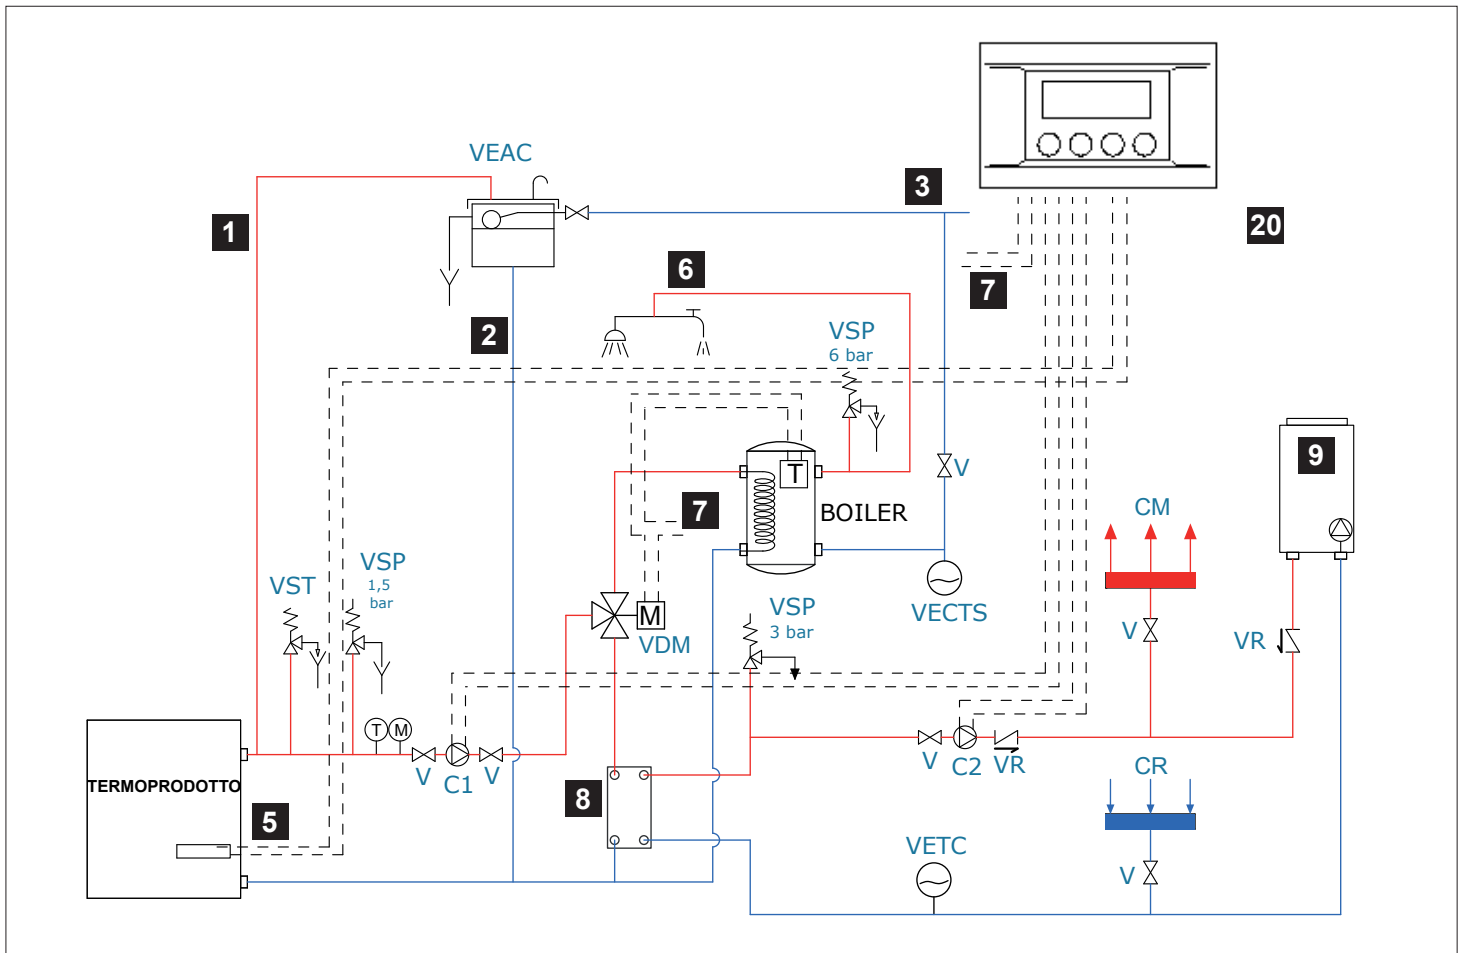 VEAC
3
1
20
6
7
2
VSP
6 bar
9
V
T
CM
7
BOILER
VST
VSP
1,5
bar
VECTS
VSP
3 bar
M
VDM
V
VR
T
M
TERMOPRODOTTO
V
C1
V
8
V
C2
VR
CR
5
VETC
V